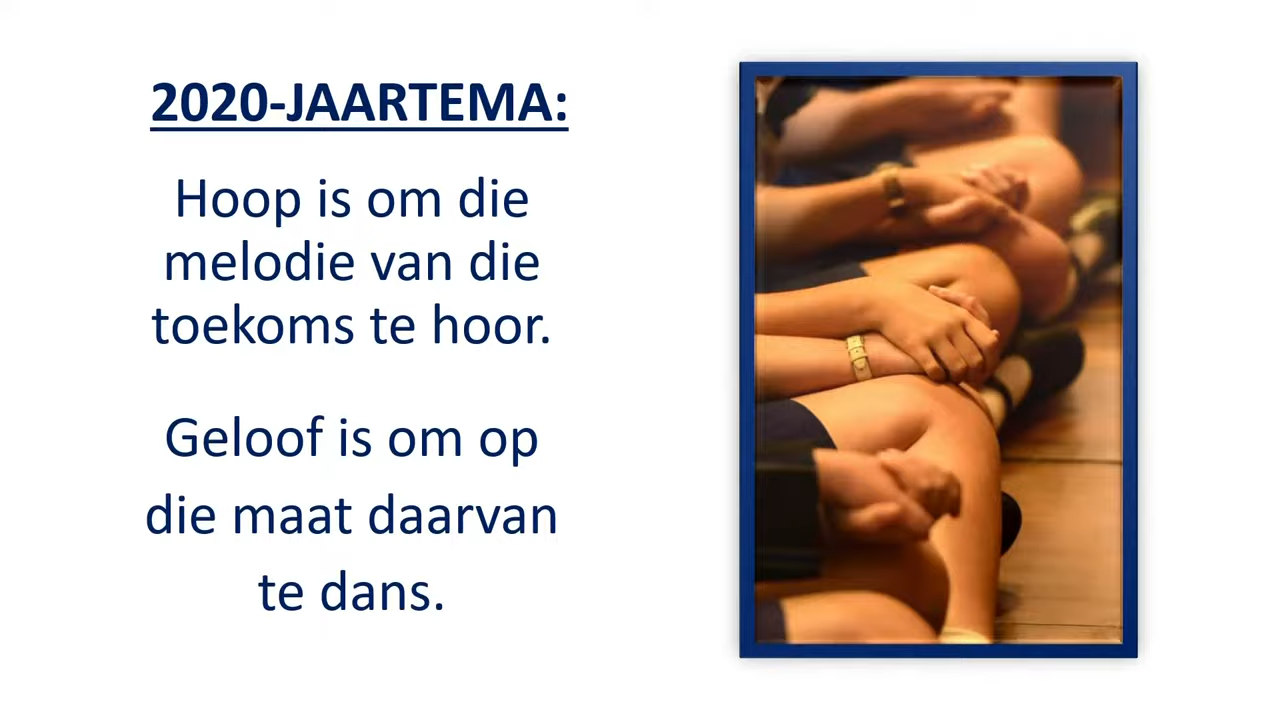 2020-JAARTEMA:
Hoop is om die
melodie van die
toekoms te hoor.
Geloof is om op
die maat daarvan
te dans.